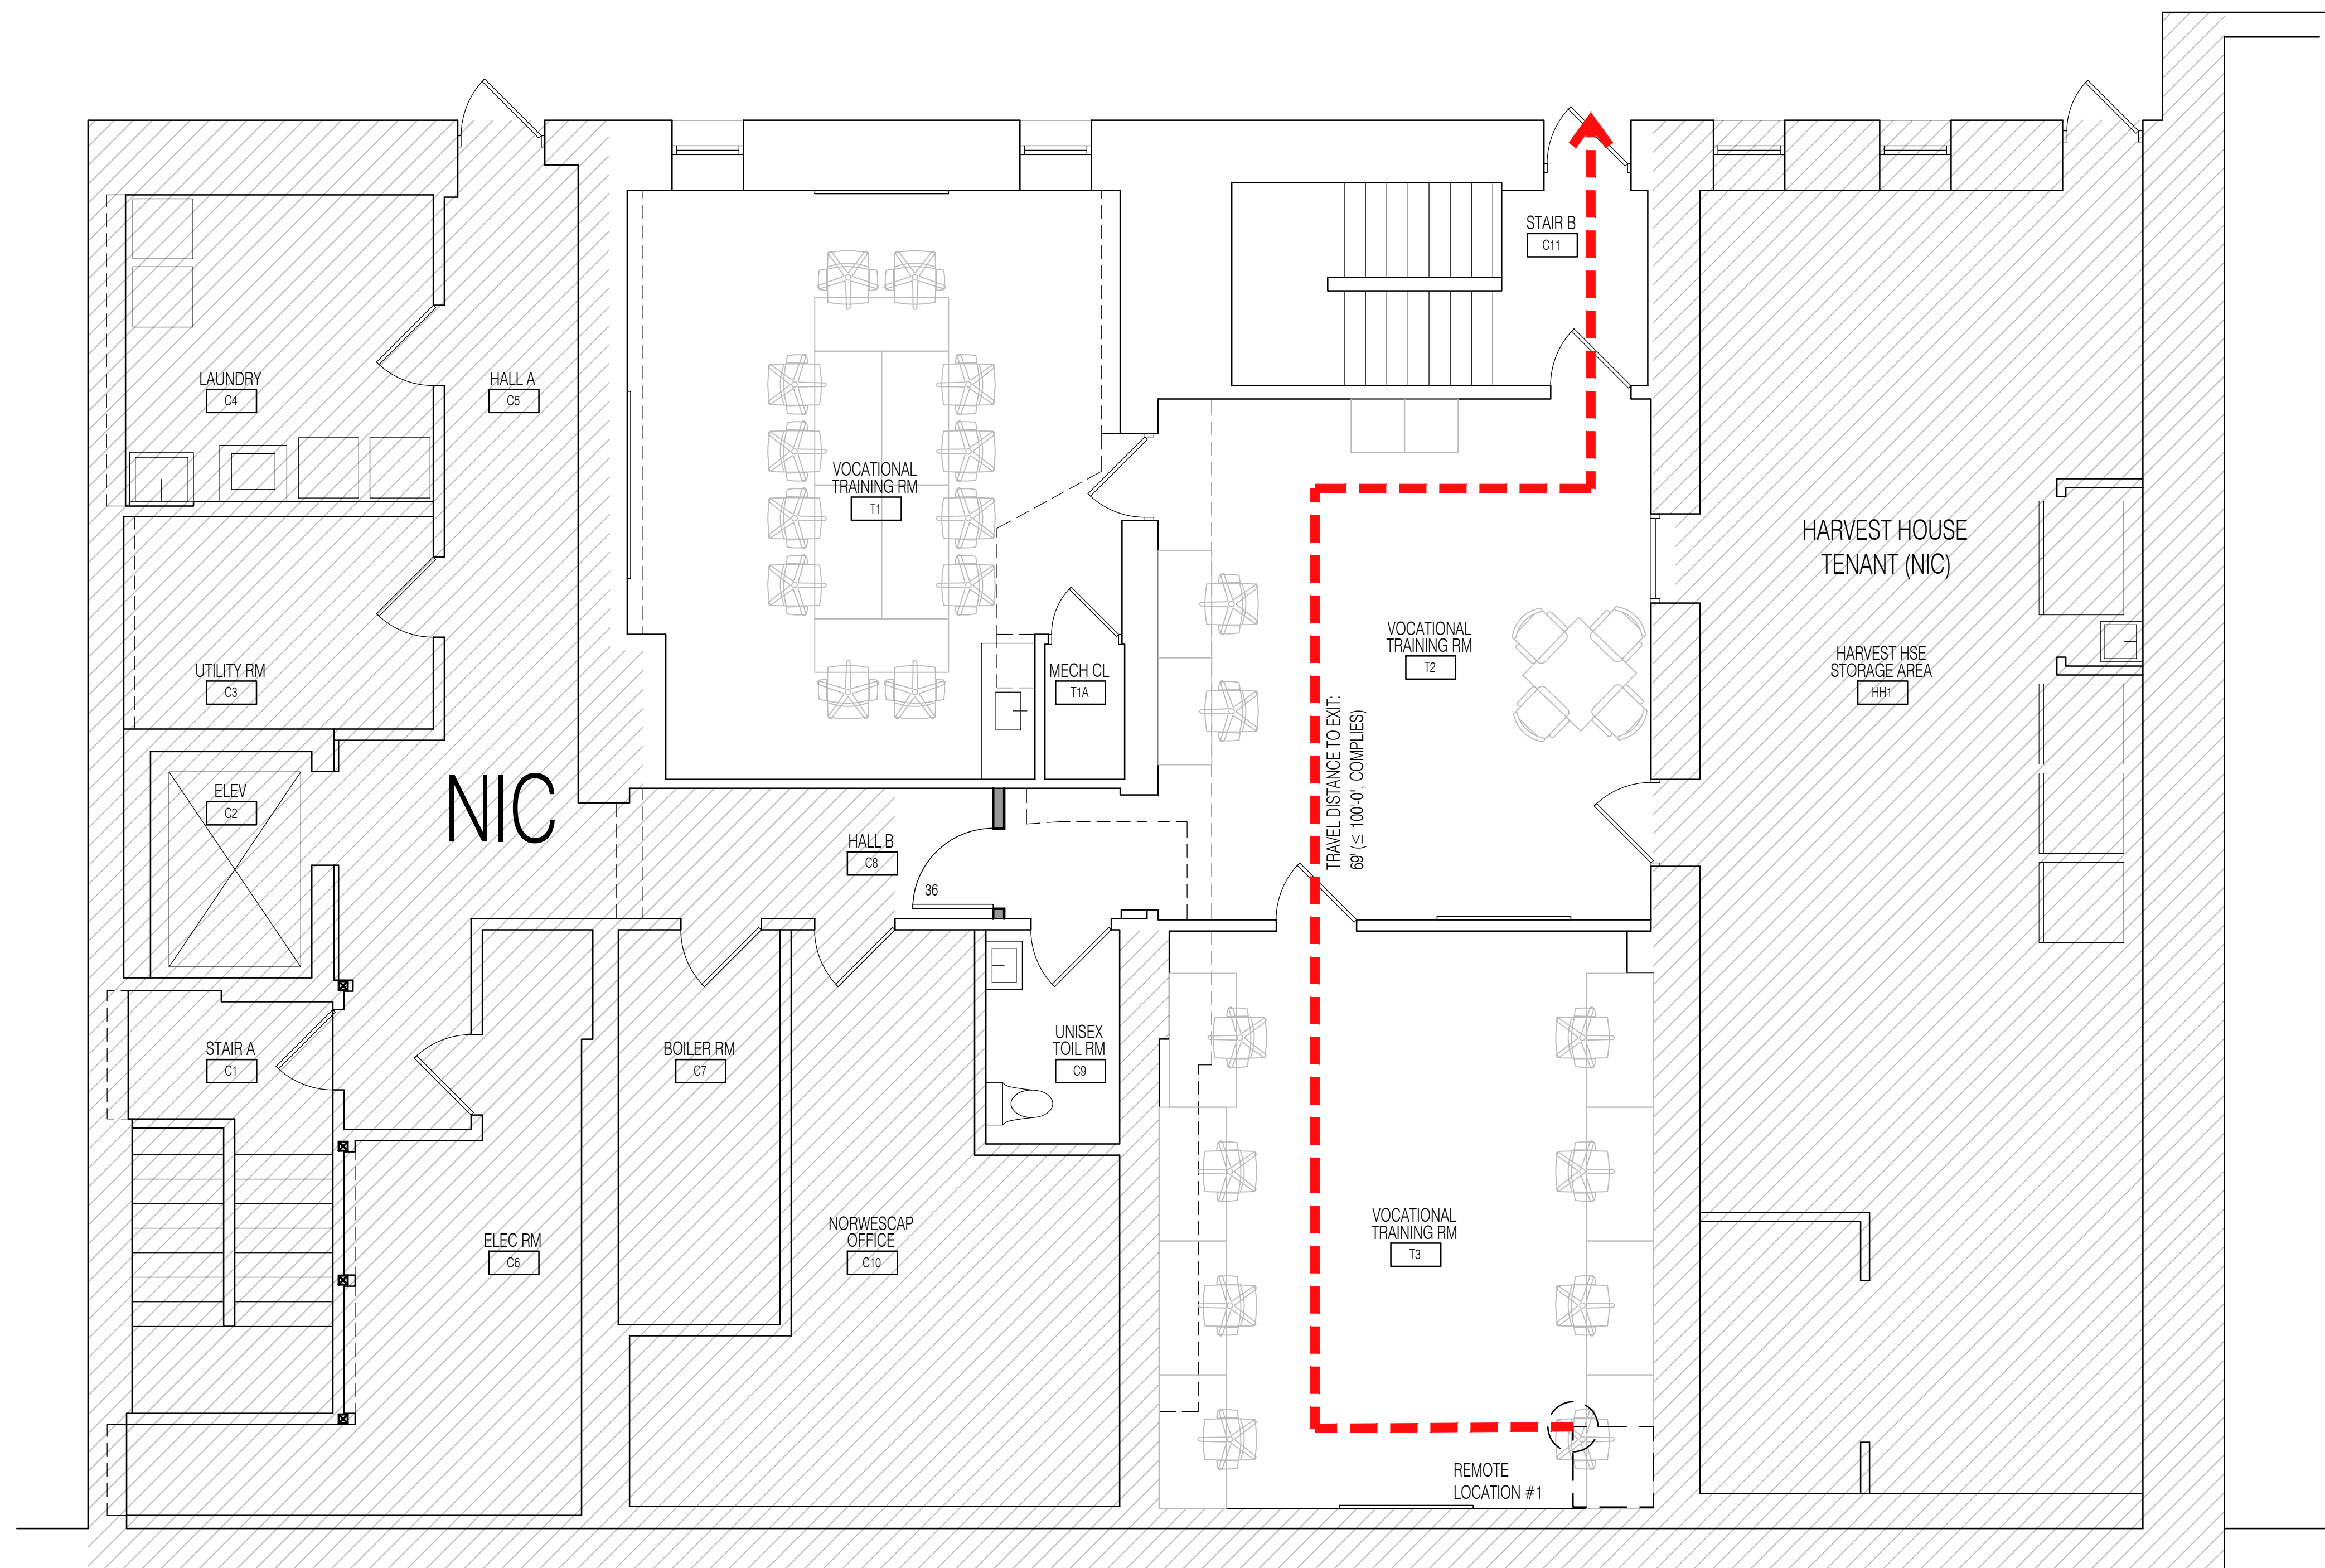 STAIR B
C11
LAUNDRY
C4
HALL A
C5
VOCATIONAL
TRAINING RM
T1
HARVEST HOUSE
TENANT (NIC)
VOCATIONAL
TRAINING RM
T2
HARVEST HSE
STORAGE AREA
HH1
UTILITY RM
C3
MECH CL
T1A
TRAVEL DISTANCE TO EXIT:
69' (≤ 100'-0", COMPLIES)
ELEV
C2
NIC
HALL B
C8
36
STAIR A
C1
BOILER RM
C7
UNISEX
TOIL RM
C9
ELEC RM
C6
NORWESCAP
OFFICE
C10
VOCATIONAL
TRAINING RM
T3
REMOTE
LOCATION #1